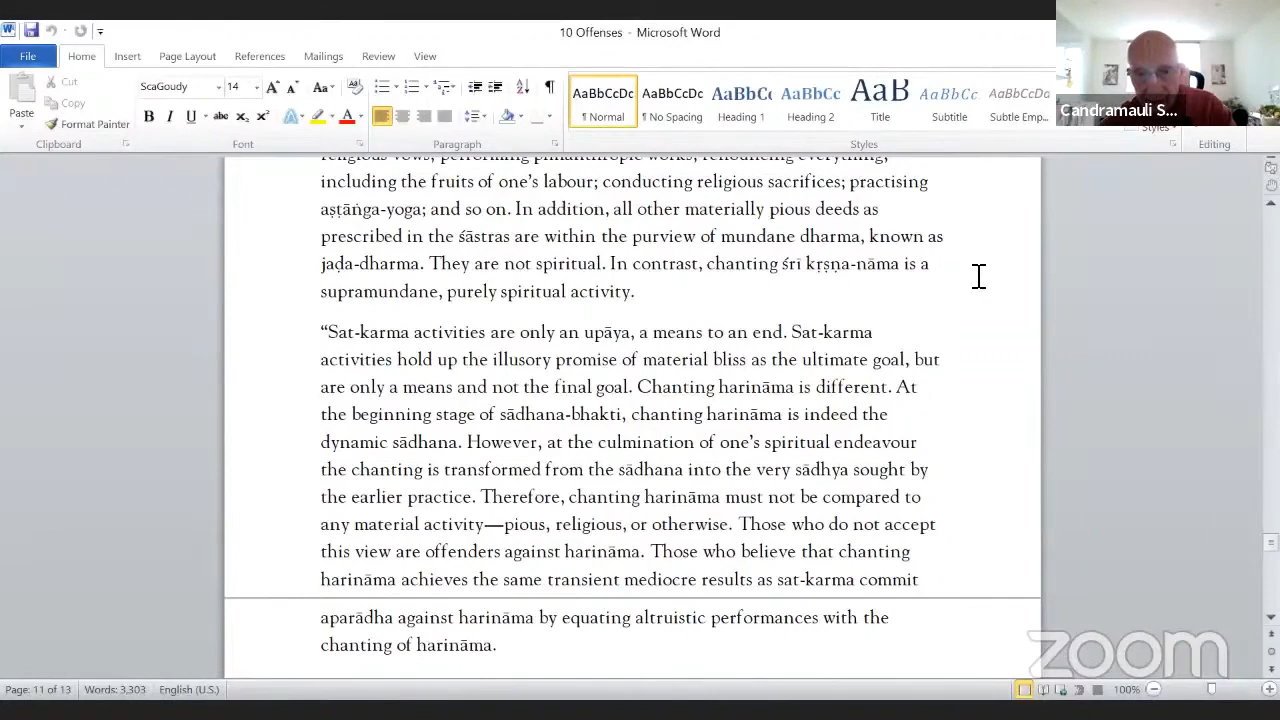 10 Offenses - Microsoft Word
File Home Insert Page Layout References Mailings Review View
Paste
Cut
Copy
Format Painter
ScaGoudy 14
AaBbCcDc AaBbCcDc AaBbCc AaBbCc AaB AaBbCc AaBbCcDc
¶ Normal ¶ No Spacing Heading 1 Heading 2 Title Subtitle Subtle Emp...
Styles
Clipboard Font Paragraph Styles Editing
Candramauli S...
religious vows; performing philanthropic works; renouncing everything,
including the fruits of one’s labour; conducting religious sacrifices; practising
aṣṭāṅga-yoga; and so on. In addition, all other materially pious deeds as
prescribed in the śāstras are within the purview of mundane dharma, known as
jaḍa-dharma. They are not spiritual. In contrast, chanting śrī kṛṣṇa-nāma is a
supramundane, purely spiritual activity.
“Sat-karma activities are only an upāya, a means to an end. Sat-karma
activities hold up the illusory promise of material bliss as the ultimate goal, but
are only a means and not the final goal. Chanting harināma is different. At
the beginning stage of sādhana-bhakti, chanting harināma is indeed the
dynamic sādhana. However, at the culmination of one’s spiritual endeavour
the chanting is transformed from the sādhana into the very sādhya sought by
the earlier practice. Therefore, chanting harināma must not be compared to
any material activity—pious, religious, or otherwise. Those who do not accept
this view are offenders against harināma. Those who believe that chanting
harināma achieves the same transient mediocre results as sat-karma commit
aparādha against harināma by equating altruistic performances with the
chanting of harināma.
zoom
Page: 11 of 13 Words: 3,303 English (U.S.) 100%